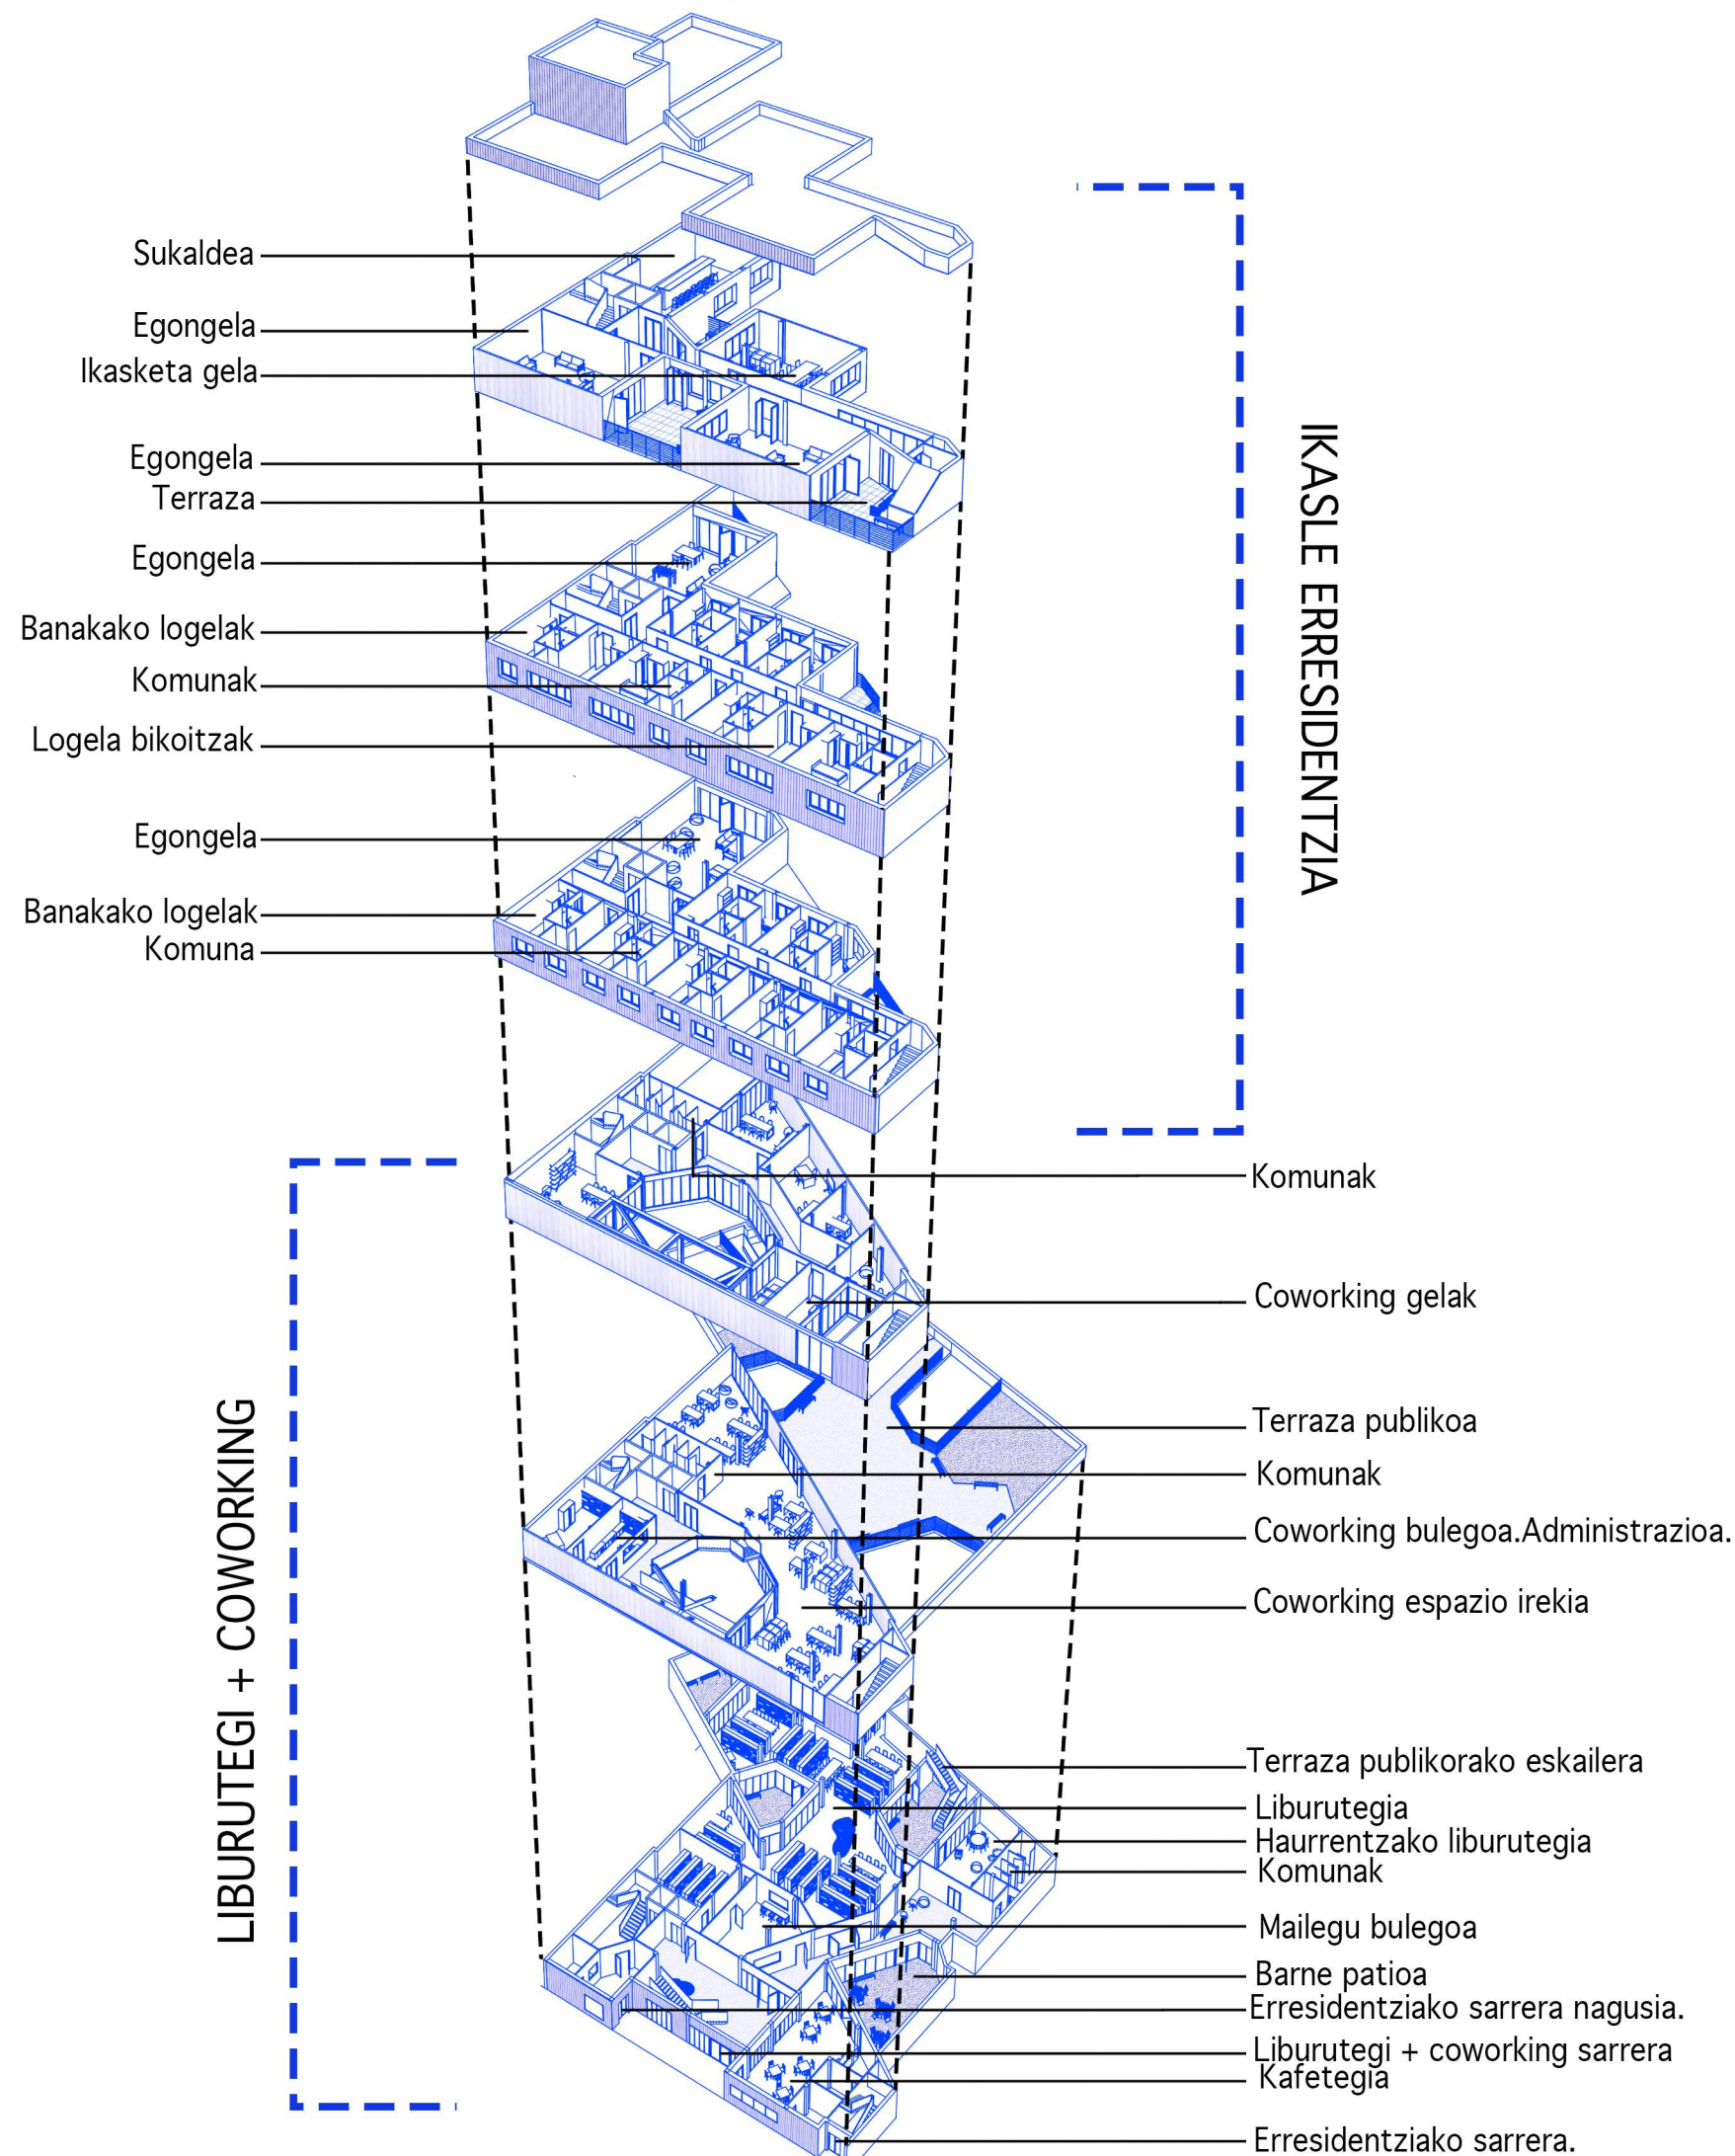 Sukaldea
Egongela
Ikasketa gela
Egongela
Terraza
Egongela
Banakako logelak
Komunak
Logela bikoitzak
Egongela
Banakako logelak
Komuna
IKASLE ERRESIDENTZIA
LIBURUTEGI + COWORKING
Komunak
Coworking gelak
Terraza publikoa
Komunak
Coworking bulegoa.Administrazioa.
Coworking espazio irekia
Terraza publikorako eskailera
Liburutegia
Haurrentzako liburutegia
Komunak
Mailegu bulegoa
Barne patioa
Erresidentziako sarrera nagusia.
Liburutegi + coworking sarrera
Kafetegia
Erresidentziako sarrera.